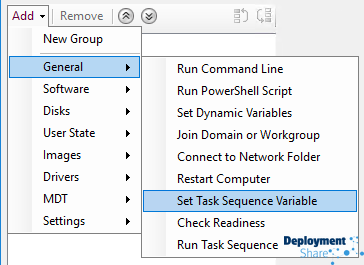 Add Remove
New Group
General
Software
Disks
User State
Images
Drivers
MDT
Settings
Run Command Line
Run PowerShell Script
Set Dynamic Variables
Join Domain or Workgroup
Connect to Network Folder
Restart Computer
Set Task Sequence Variable
Check Readiness
Run Task Sequence
Deployment
Share